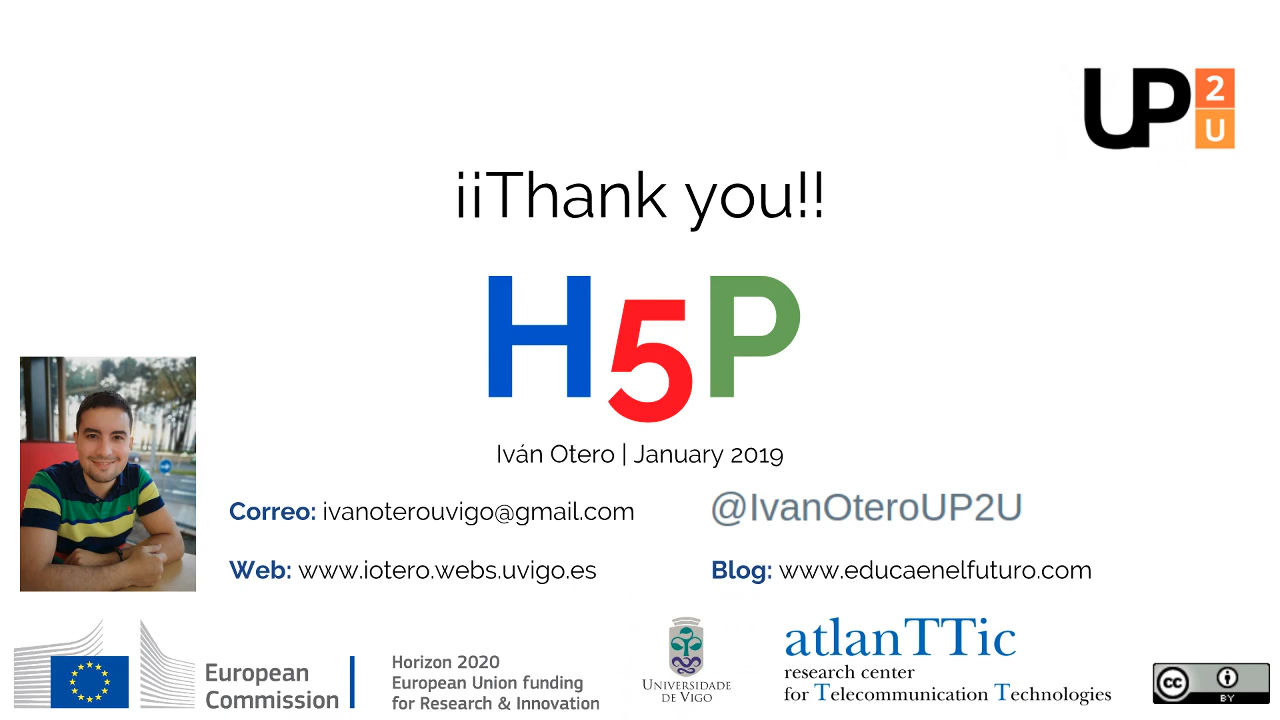 UP
2
U
¡¡Thank you!!
H5P
Iván Otero | January 2019
Correo: ivanoterouvigo@gmail.com
@IvanOteroUP2U
Web: www.iotero.webs.uvigo.es
Blog: www.educaenelfuturo.com
European
Commission
Horizon 2020
European Union funding
for Research & Innovation
UNIVERSIDADE
DE VIGO
atlanTTic
research center
for Telecommunication Technologies
cc
BY